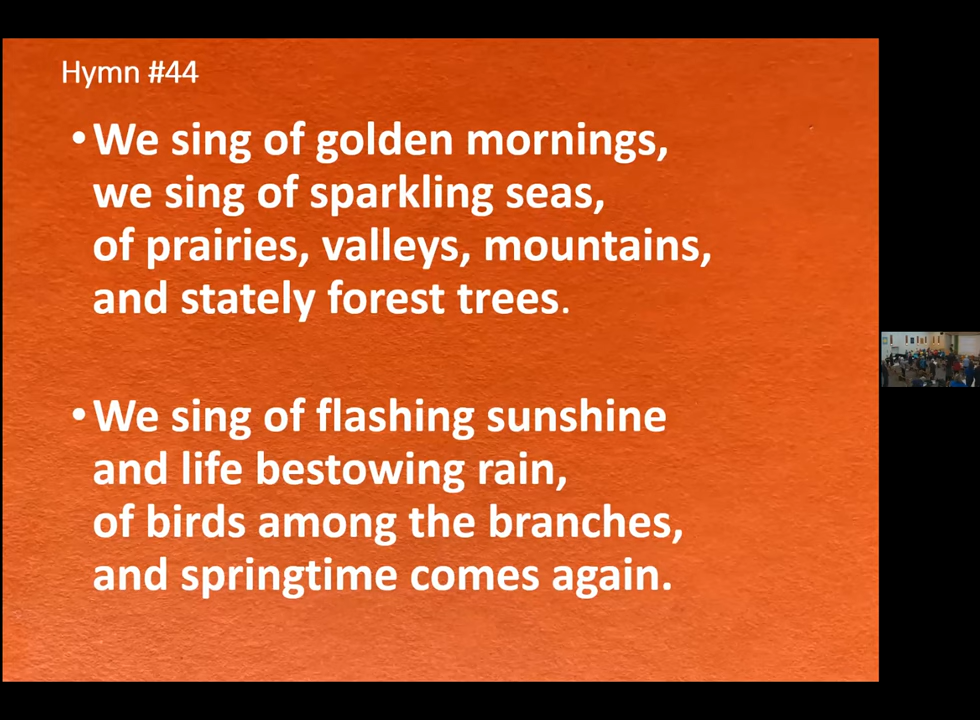 Hymn #44
• We sing of golden mornings,
we sing of sparkling seas,
of prairies, valleys, mountains,
and stately forest trees.
• We sing of flashing sunshine
and life bestowing rain,
of birds among the branches,
and springtime comes again.